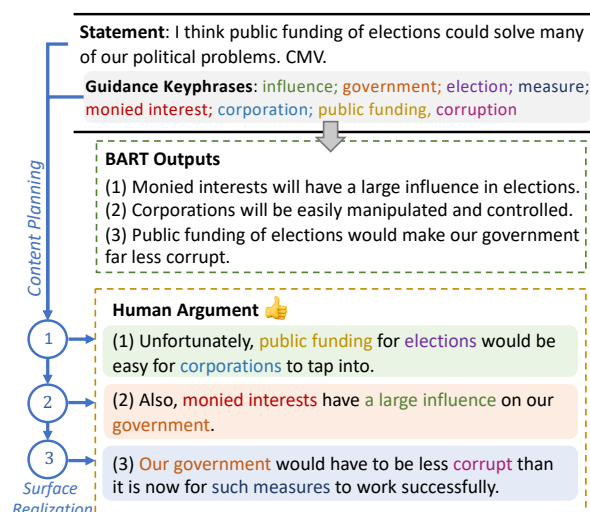 Statement: I think public funding of elections could solve many
of our political problems. CMV.
Guidance Keyphrases: influence; government; election; measure;
monied interest; corporation; public funding, corruption
Content Planning
BART Outputs
(1) Monied interests will have a large influence in elections.
(2) Corporations will be easily manipulated and controlled.
(3) Public funding of elections would make our government
far less corrupt.
Human Argument
1
(1) Unfortunately, public funding for elections would be
easy for corporations to tap into.
2
(2) Also, monied interests have a large influence on our
government.
3
(3) Our government would have to be less corrupt than
it is now for such measures to work successfully.
Surface
Realization